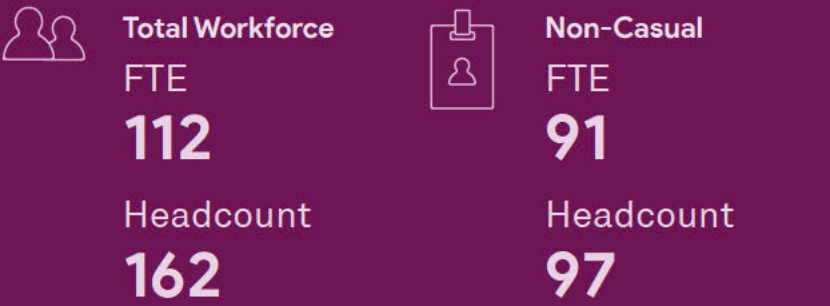 Total Workforce
FTE
112
Headcount
162
Non-Casual
FTE
91
Headcount
97